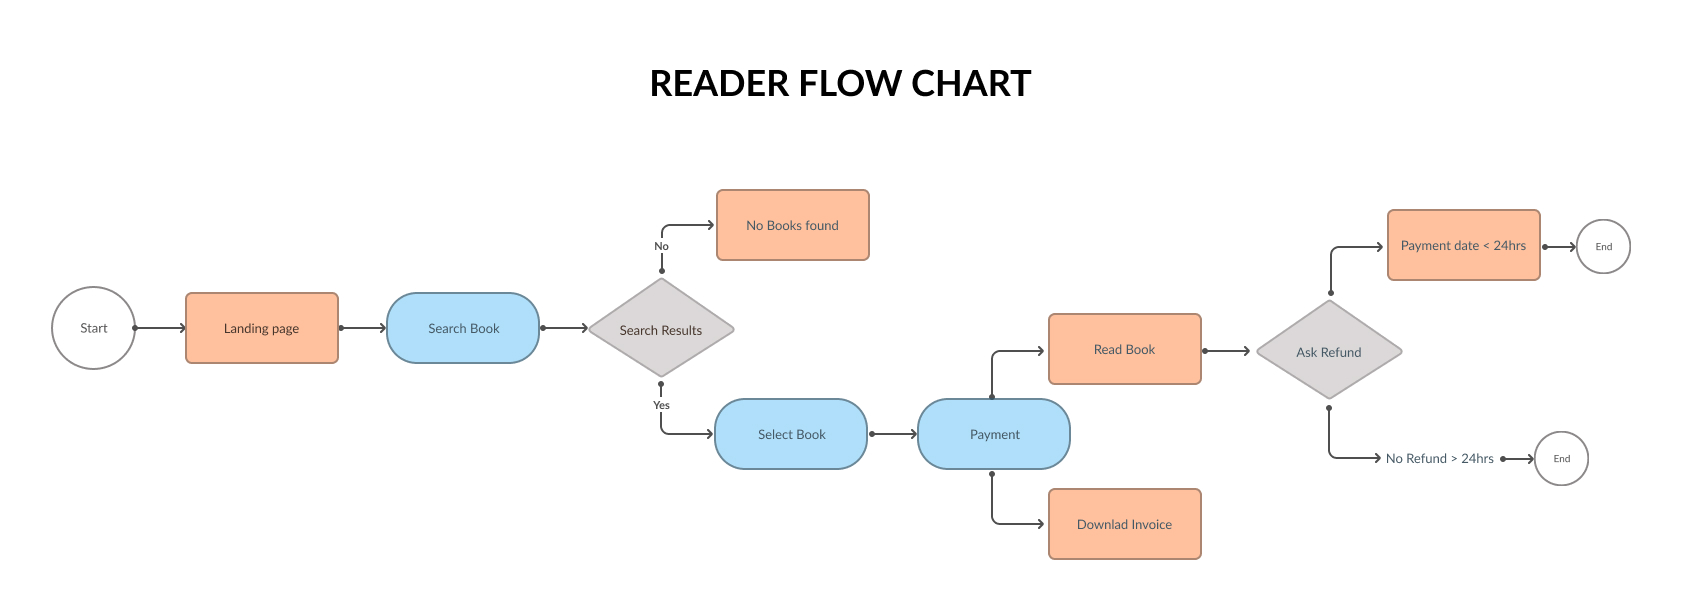 READER FLOW CHART
Start
Landing page
Search Book
Search Results
No
No Books found
Yes
Select Book
Payment
Read Book
Downlad Invoice
Ask Refund
Payment date < 24hrs
End
No Refund > 24hrs
End